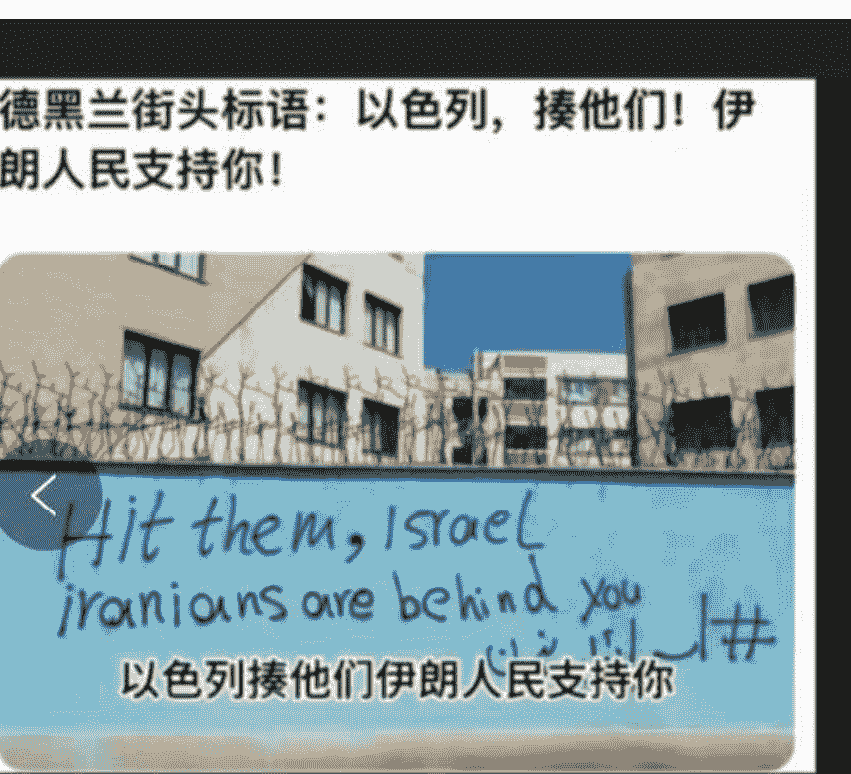 德黑兰街头标语：以色列，揍他们！伊
朗人民支持你！
Hit them, Israel
iranians are behind you
以色列揍他们伊朗人民支持你